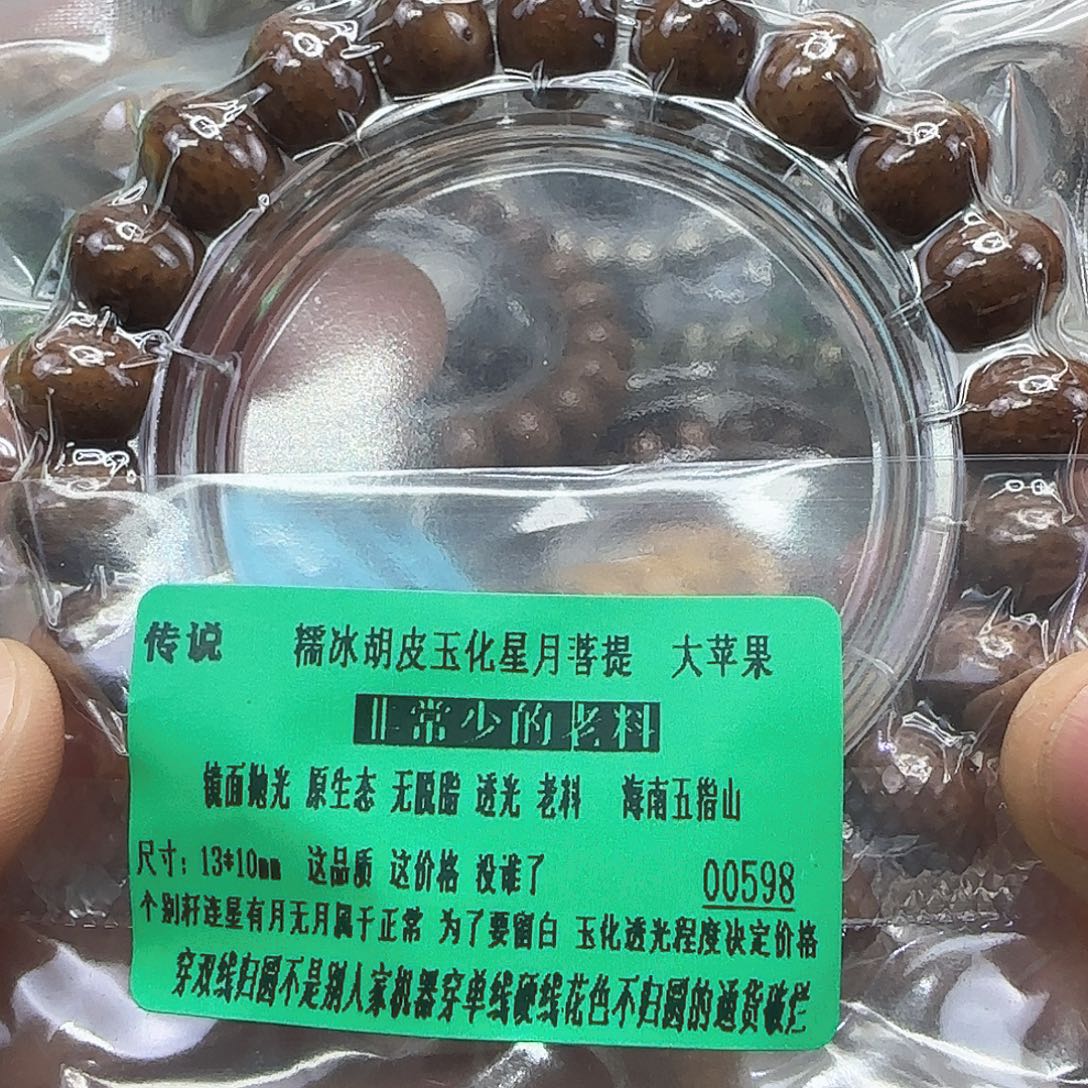 传说 糯冰胡皮玉化星月菩提 大苹果
非常少的老料
镜面抛光 原生态 无脱脂 透光 老料 海南五指山
尺寸：13*10mm 这品质 这价格 没谁了 00598
个别籽连星有月无月属于正常 为了要留白 玉化透光程度决定价格
穿双线归圆不是别人家机器穿单线硬线花色不归圆的通货破烂